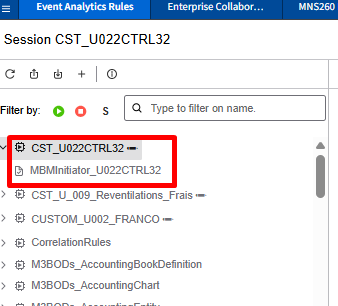 Event Analytics Rules
Enterprise Collabor...
MNS260
Session CST_U022CTRL32
Filter by:
S
Type to filter on name.
CST_U022CTRL32
MBMInitiator_U022CTRL32
CST_U_009_Reventilations_Frais
CUSTOM_U002_FRANCO
CorrelationRules
M3BODs_AccountingBookDefinition
M3BODs_AccountingChart
M3BODs_AccountingEntity